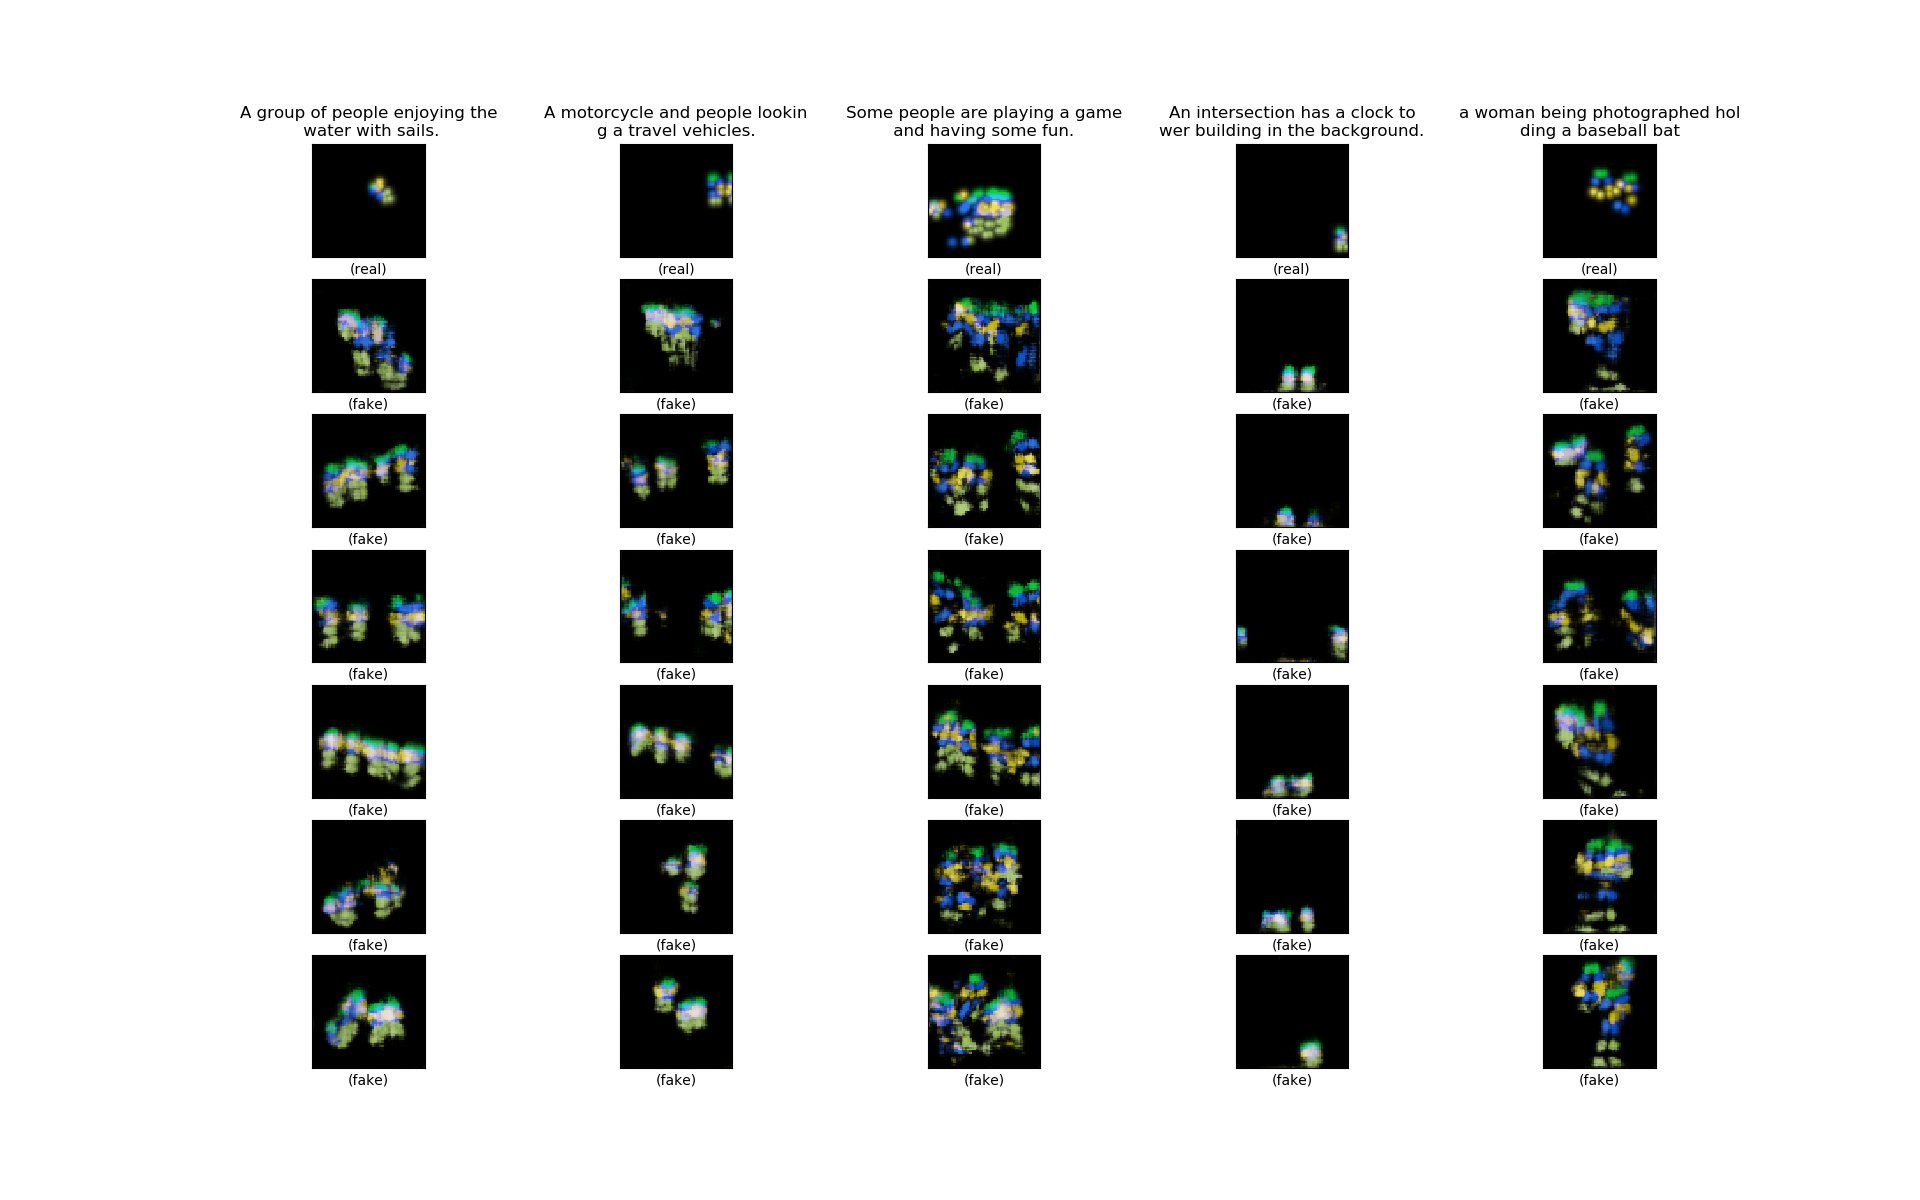 A group of people enjoying the
water with sails.
A motorcycle and people lookin
g a travel vehicles.
Some people are playing a game
and having some fun.
An intersection has a clock to
wer building in the background.
a woman being photographed hol
ding a baseball bat
(real) (real) (real) (real) (real)
(fake) (fake) (fake) (fake) (fake)
(fake) (fake) (fake) (fake) (fake)
(fake) (fake) (fake) (fake) (fake)
(fake) (fake) (fake) (fake) (fake)
(fake) (fake) (fake) (fake) (fake)
(fake) (fake) (fake) (fake) (fake)